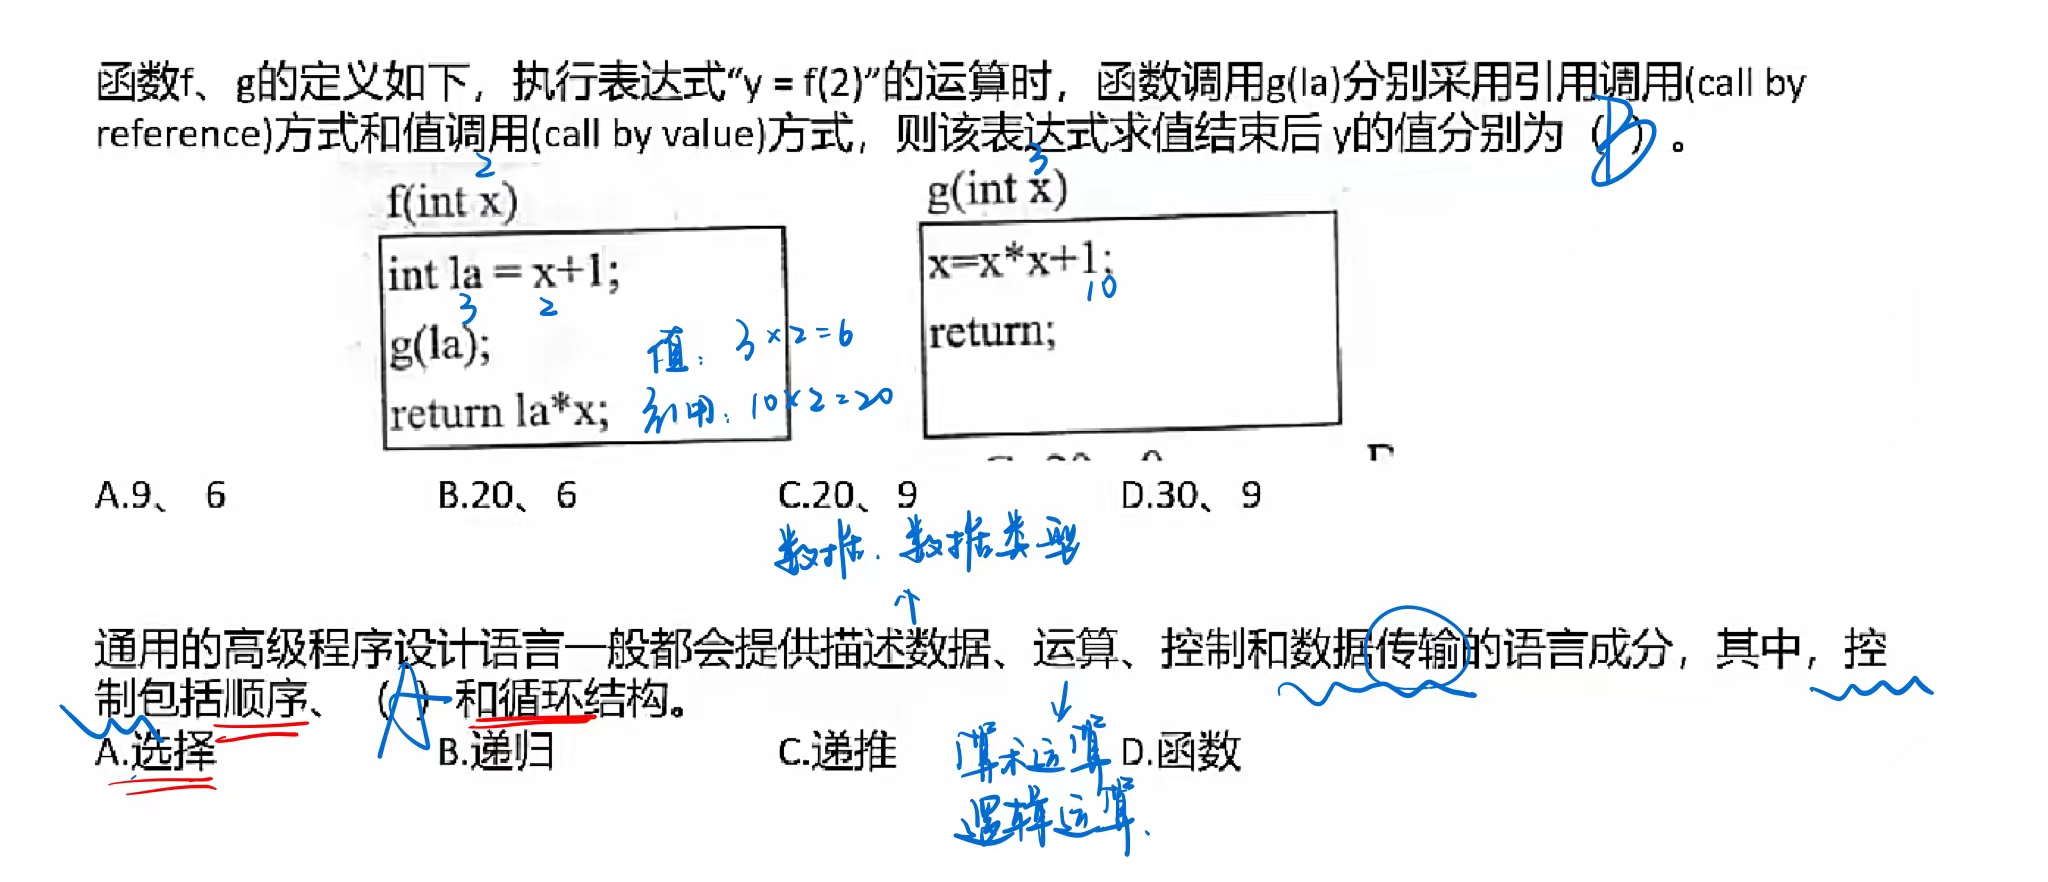 函数f、g的定义如下，执行表达式“y = f(2)”的运算时，函数调用g(la)分别采用引用调用(call by
reference)方式和值调用(call by value)方式，则该表达式求值结束后 y的值分别为（B）。
2
f(int x)
int la = x+1;
3 2
g(la);
值：3×2=6
return la*x;
引用：10×2=20
3
g(int x)
x=x*x+1;
10
return;
A.9、 6 B.20、 6 C.20、 9 D.30、 9
数据．数据类型
↑
通用的高级程序设计语言一般都会提供描述数据、运算、控制和数据传输的语言成分，其中，控
制包括顺序、（A）和循环结构。
↓
A.选择 B.递归 C.递推 D.函数
算术运算
逻辑运算.